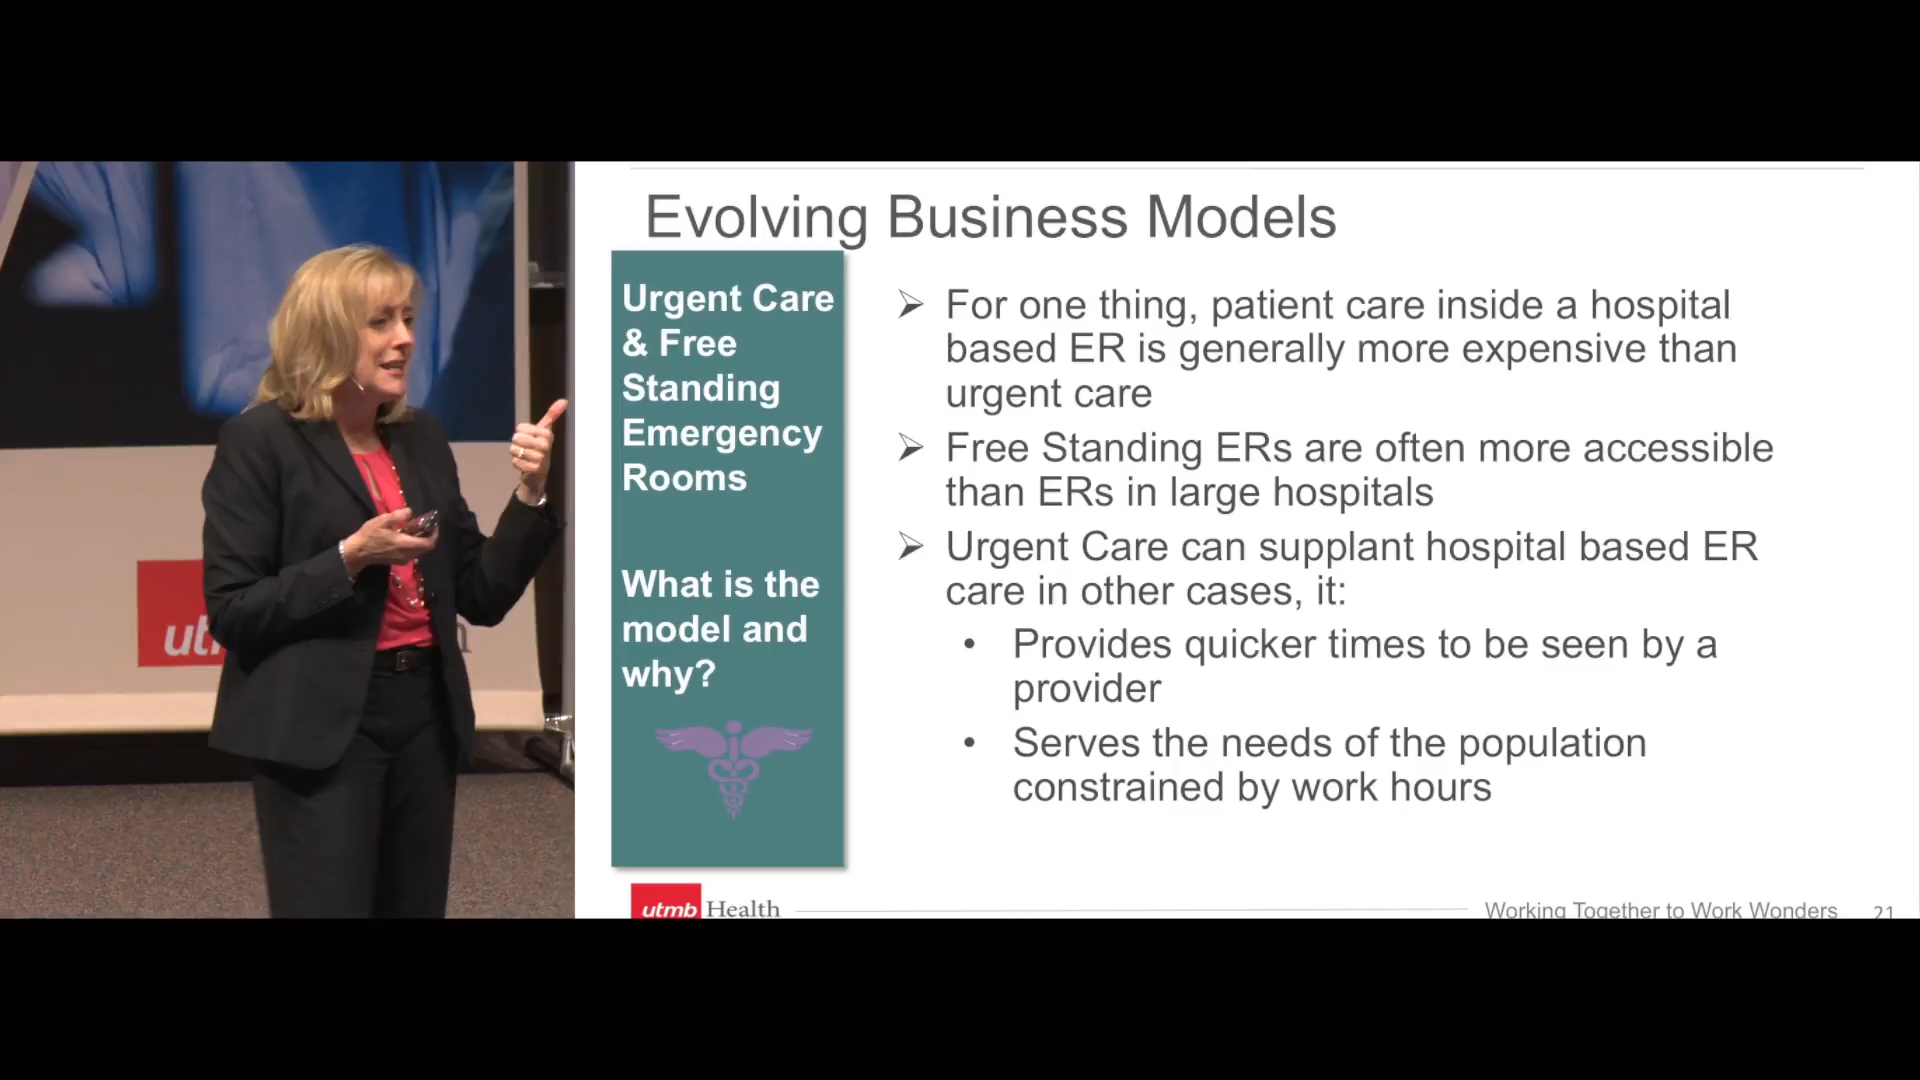 Evolving Business Models
Urgent Care
& Free
Standing
Emergency
Rooms
What is the
model and
why?
➢ For one thing, patient care inside a hospital
based ER is generally more expensive than
urgent care
➢ Free Standing ERs are often more accessible
than ERs in large hospitals
➢ Urgent Care can supplant hospital based ER
care in other cases, it:
• Provides quicker times to be seen by a
provider
• Serves the needs of the population
constrained by work hours
utmb Health
Working Together to Work Wonders
21